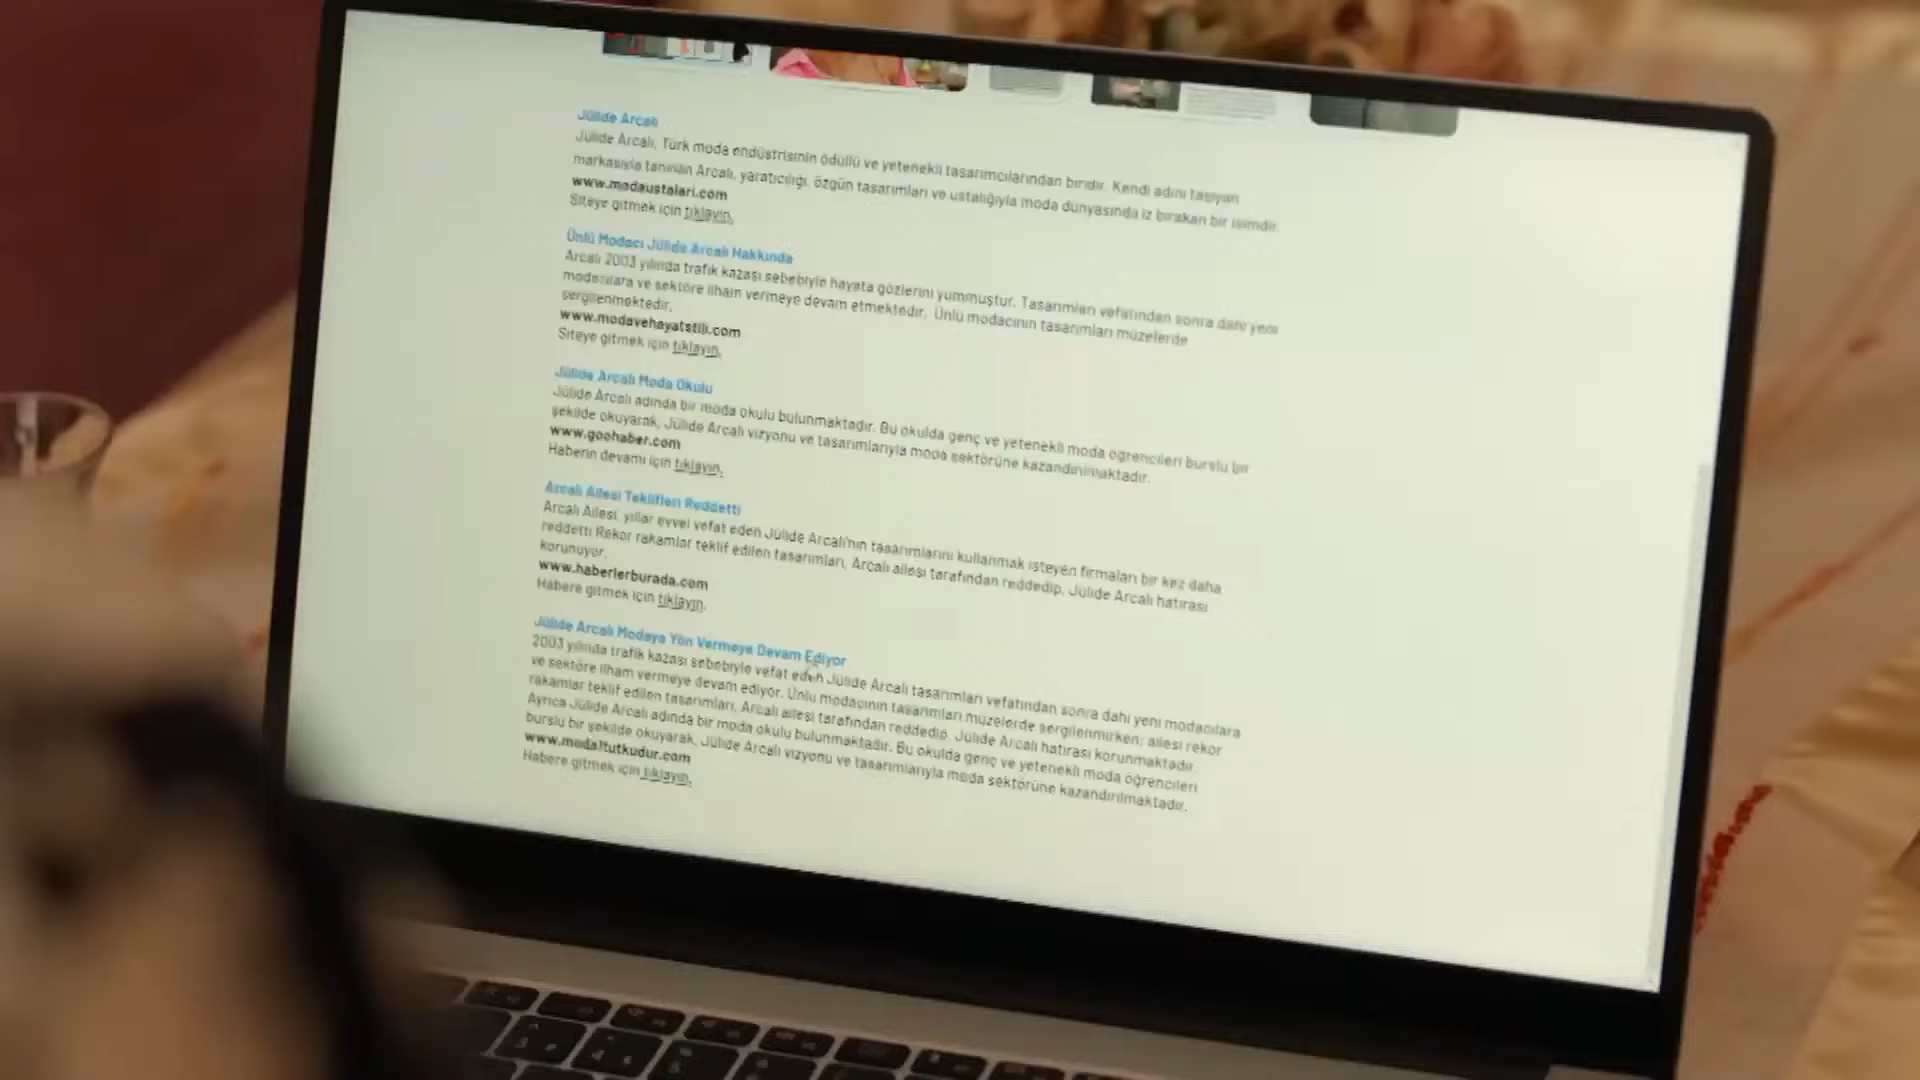 Jülide Arcalı
Jülide Arcalı, Türk moda endüstrisinin ödüllü ve yetenekli tasarımcılarından biridir. Kendi adını taşıyan
markasıyla tanınan Arcalı, yaratıcılığı, özgün tasarımları ve ustalığıyla moda dünyasında iz bırakan bir isimdir.
www.modaustalari.com
Siteye gitmek için tıklayın.
Ünlü Modacı Jülide Arcalı Hakkında
Arcalı 2003 yılında trafik kazası sebebiyle hayata gözlerini yummuştur. Tasarımları vefatından sonra dahi yeni
modacılara ve sektöre ilham vermeye devam etmektedir. Ünlü modacının tasarımları müzelerde
sergilenmektedir.
www.modavehayatstili.com
Siteye gitmek için tıklayın.
Jülide Arcalı Moda Okulu
Jülide Arcalı adında bir moda okulu bulunmaktadır. Bu okulda genç ve yetenekli moda öğrencileri burslu bir
şekilde okuyarak, Jülide Arcalı vizyonu ve tasarımlarıyla moda sektörüne kazandırılmaktadır.
www.goohaber.com
Haberin devamı için tıklayın.
Arcalı Ailesi Teklifleri Reddetti
Arcalı Ailesi, yıllar evvel vefat eden Jülide Arcalı'nın tasarımlarını kullanmak isteyen firmaları bir kez daha
reddetti Rekor rakamlar teklif edilen tasarımları, Arcalı ailesi tarafından reddedip, Jülide Arcalı hatırası
korunuyor.
www.haberlerburada.com
Habere gitmek için tıklayın.
Jülide Arcalı Modaya Yön Vermeye Devam Ediyor
2003 yılında trafik kazası sebebiyle vefat eden Jülide Arcalı tasarımları vefatından sonra dahi yeni modacılara
ve sektöre ilham vermeye devam ediyor. Ünlü modacının tasarımları müzelerde sergilenirken; ailesi rekor
rakamlar teklif edilen tasarımları, Arcalı ailesi tarafından reddedip, Jülide Arcalı hatırası korunmaktadır.
Ayrıca Jülide Arcalı adında bir moda okulu bulunmaktadır. Bu okulda genç ve yetenekli moda öğrencileri
burslu bir şekilde okuyarak, Jülide Arcalı vizyonu ve tasarımlarıyla moda sektörüne kazandırılmaktadır.
www.modabirtutkudur.com
Habere gitmek için tıklayın.